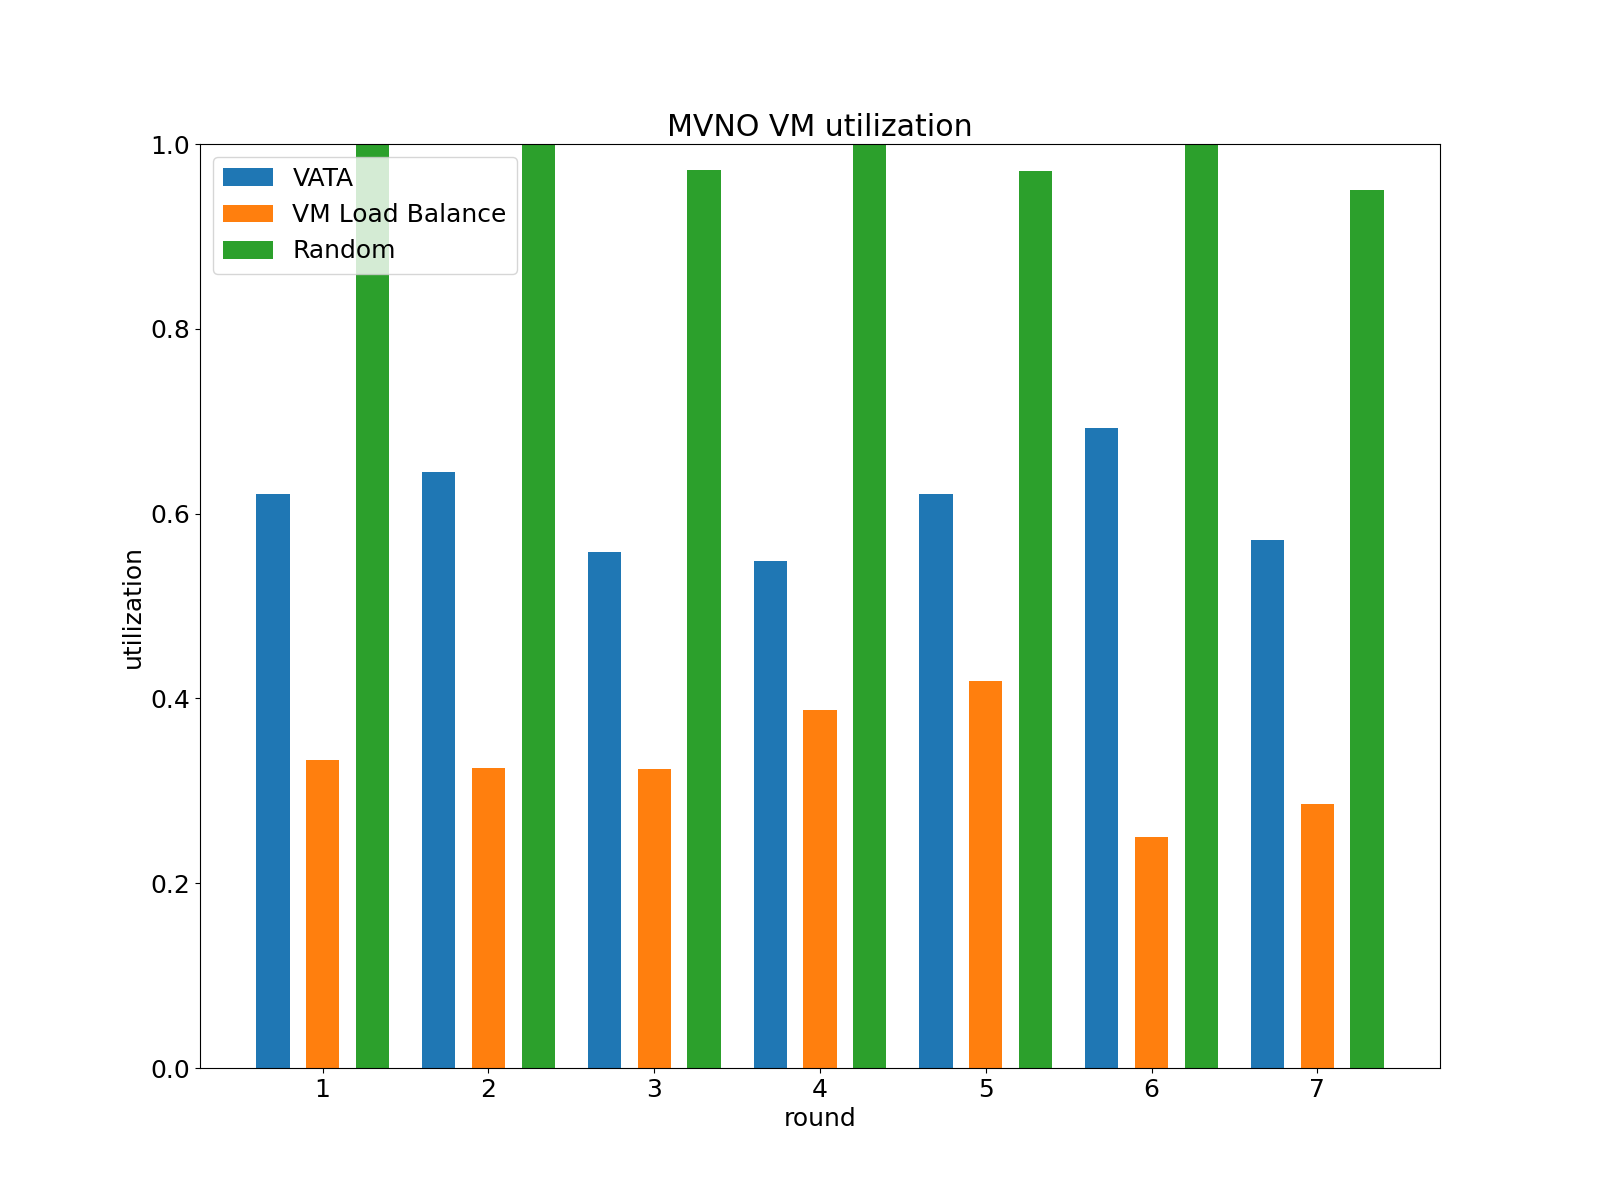 MVNO VM utilization
VATA
VM Load Balance
Random
utilization
1.0
0.8
0.6
0.4
0.2
0.0
1 2 3 4 5 6 7
round